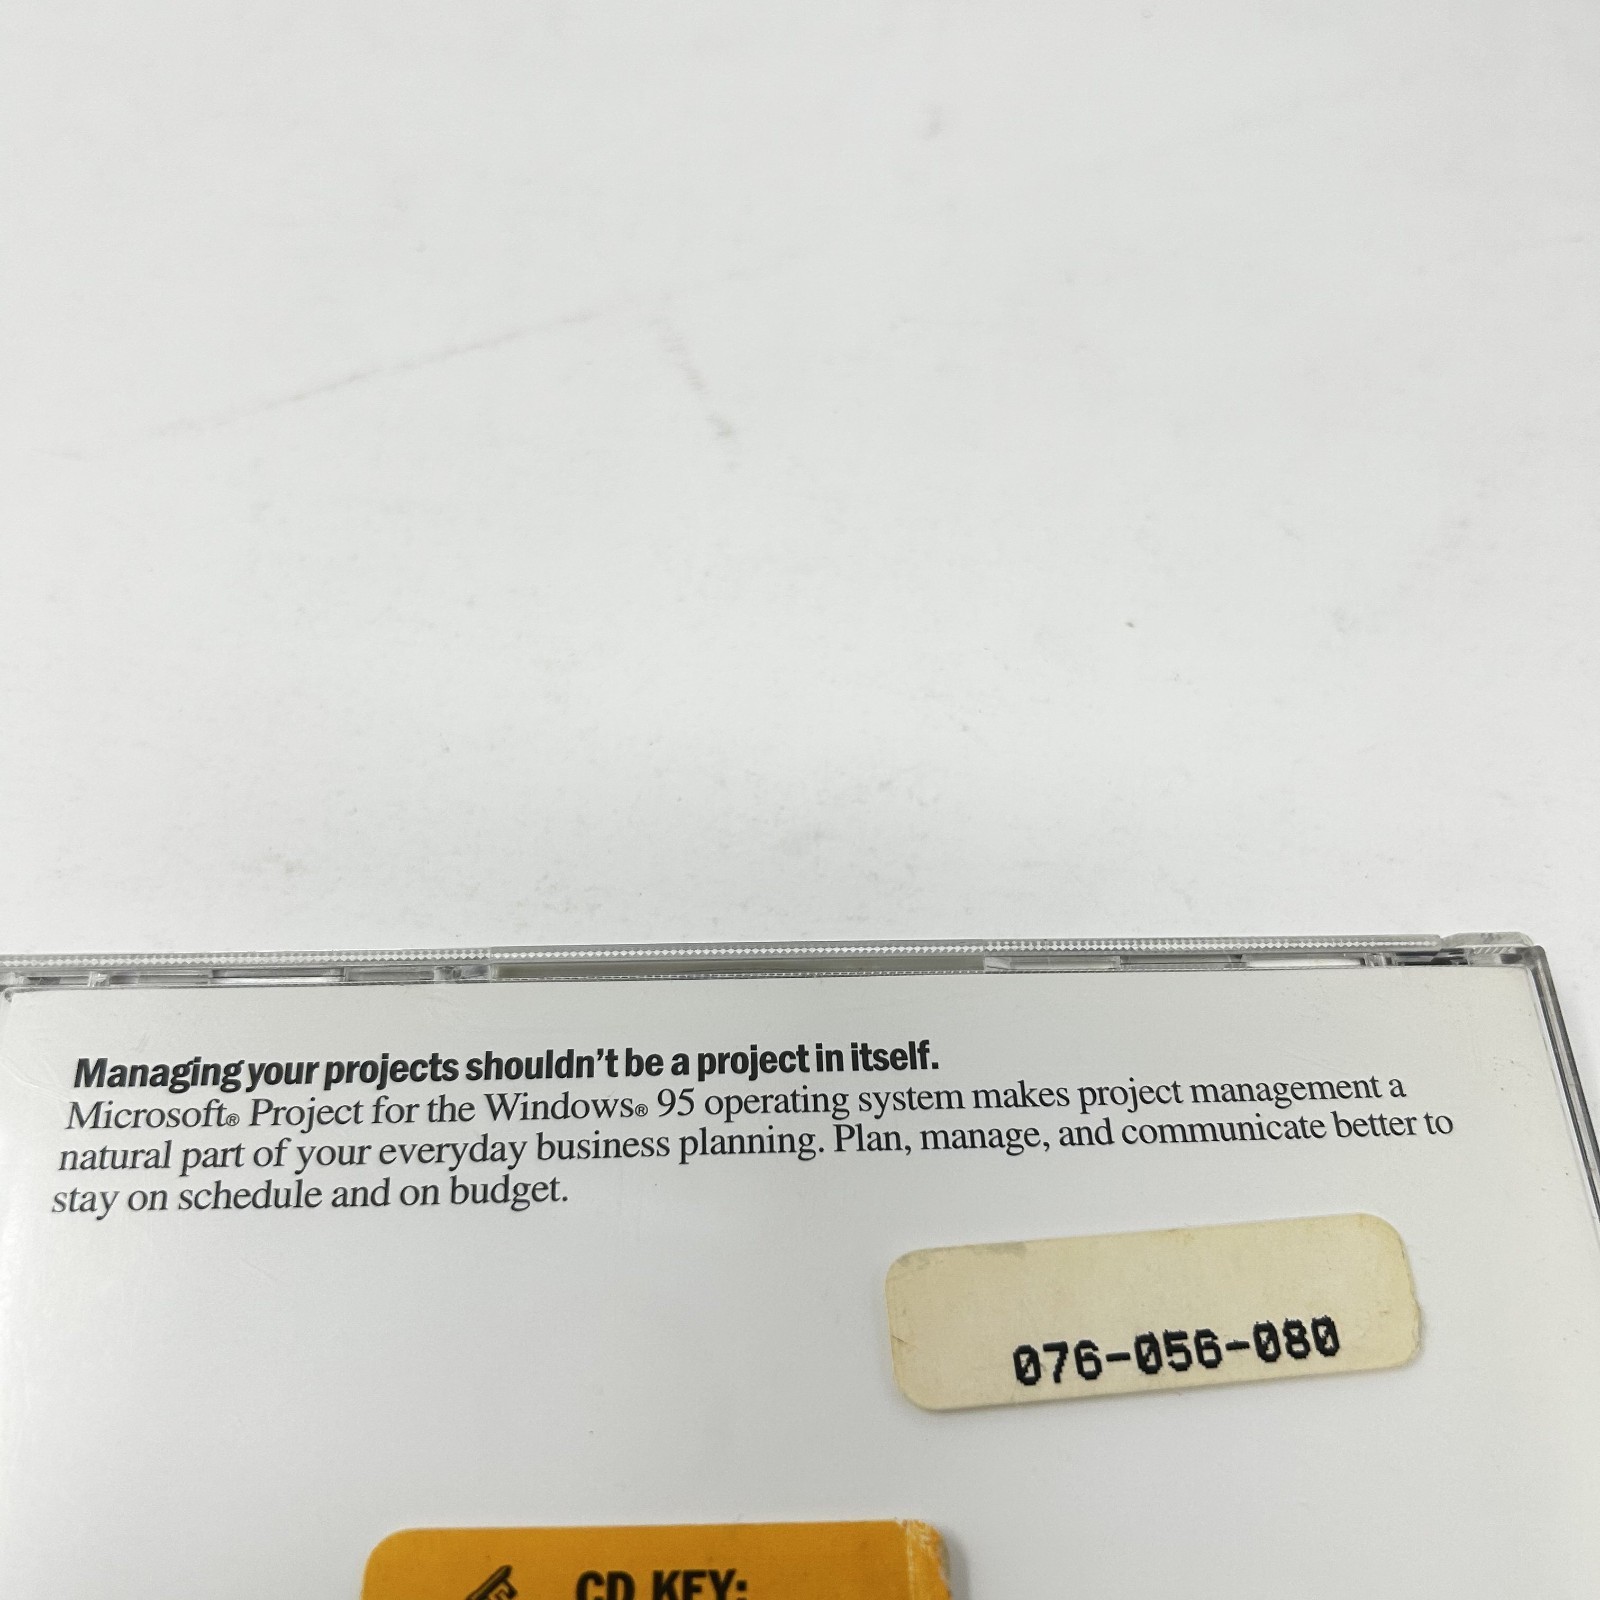 Managing your projects shouldn't be a project in itself.
Microsoft® Project for the Windows® 95 operating system makes project management a
natural part of your everyday business planning. Plan, manage, and communicate better to
stay on schedule and on budget.
076-056-080
CD KEY: